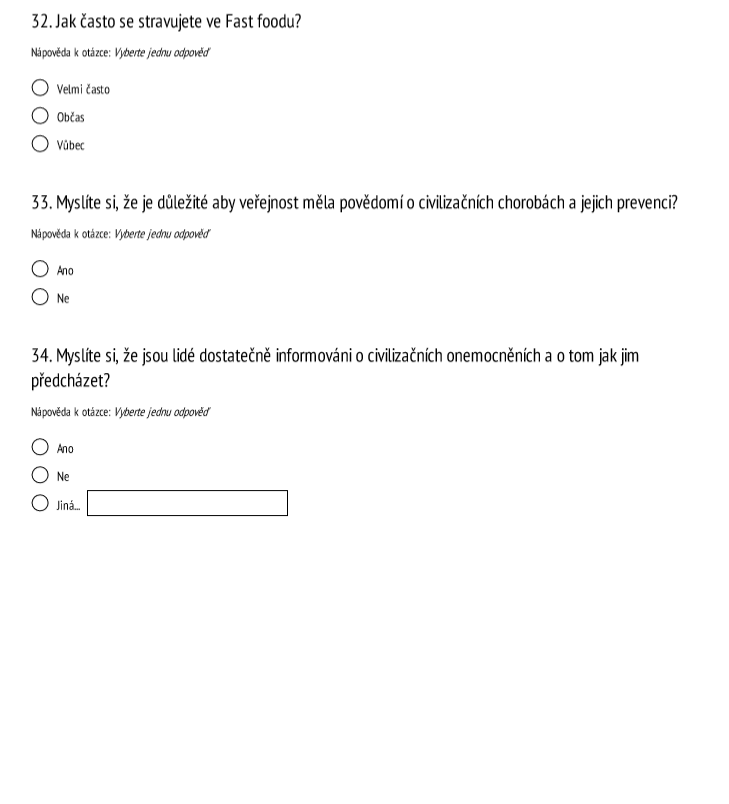 32. Jak často se stravujete ve Fast foodu?
Nápověda k otázce: Vyberte jednu odpověď
Velmi často
Občas
Vůbec
33. Myslíte si, že je důležité aby veřejnost měla povědomí o civilizačních chorobách a jejich prevenci?
Nápověda k otázce: Vyberte jednu odpověď
Ano
Ne
34. Myslíte si, že jsou lidé dostatečně informováni o civilizačních onemocněních a o tom jak jim
předcházet?
Nápověda k otázce: Vyberte jednu odpověď
Ano
Ne
Jiná...